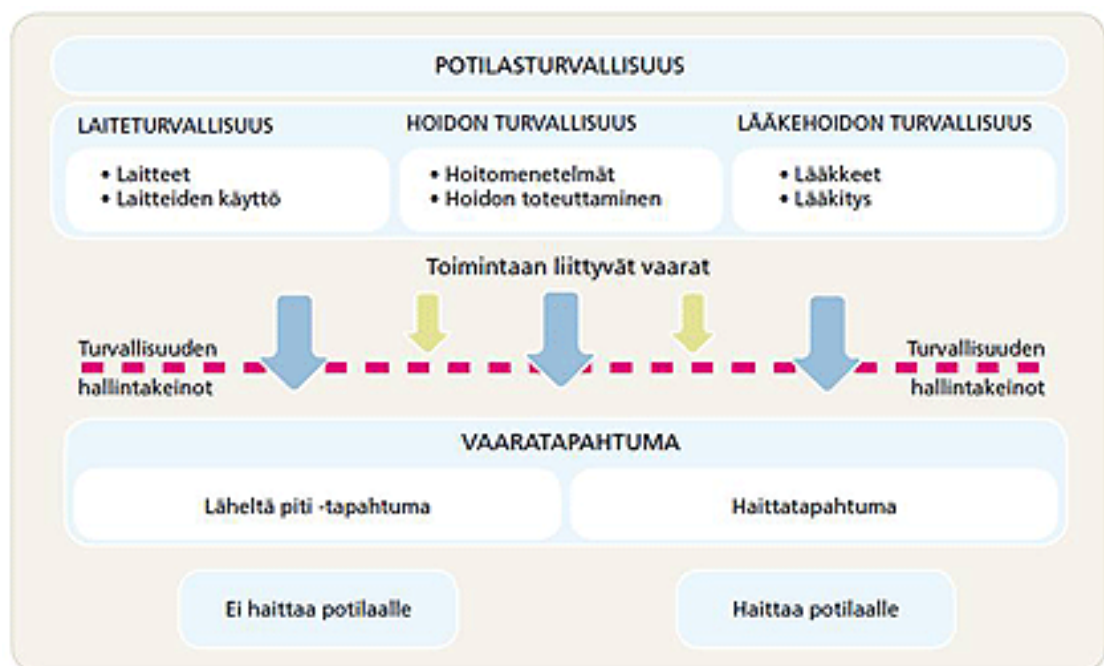 POTILASTURVALLISUUS
LAITETURVALLISUUS
• Laitteet
• Laitteiden käyttö
HOIDON TURVALLISUUS
• Hoitomenetelmät
• Hoidon toteuttaminen
LÄÄKEHOIDON TURVALLISUUS
• Lääkkeet
• Lääkitys
Toimintaan liittyvät vaarat
Turvallisuuden
hallintakeinot
Turvallisuuden
hallintakeinot
VAARATAPAHTUMA
Läheltä piti -tapahtuma
Haittatapahtuma
Ei haittaa potilaalle
Haittaa potilaalle